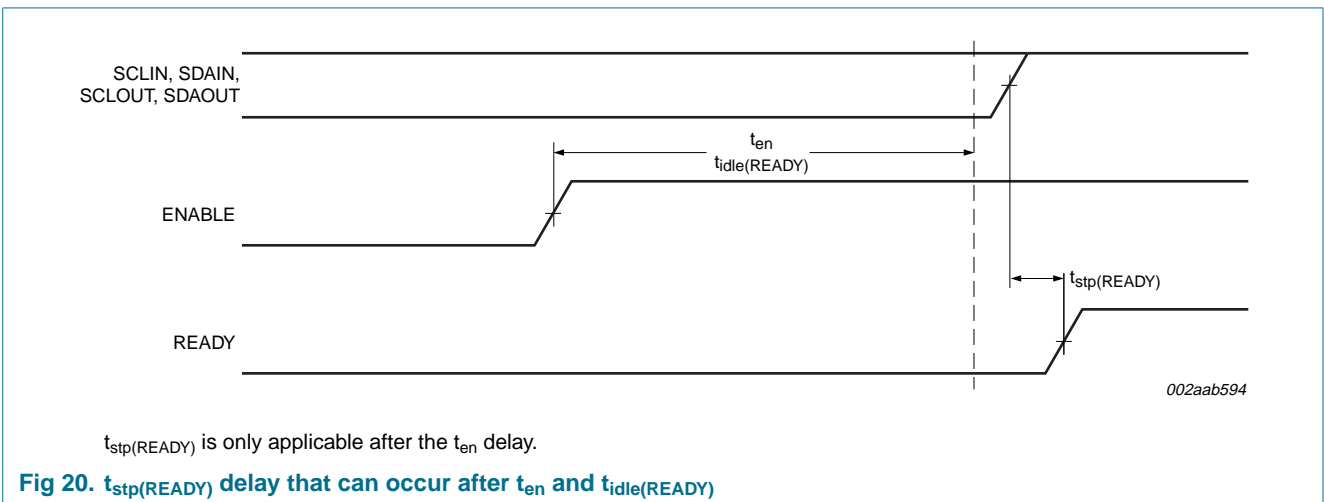 SCLIN, SDAIN,
SCLOUT, SDAOUT
ten
tidle(READY)
ENABLE
tstp(READY)
READY
002aab594
tstp(READY) is only applicable after the ten delay.
Fig 20. tstp(READY) delay that can occur after ten and tidle(READY)